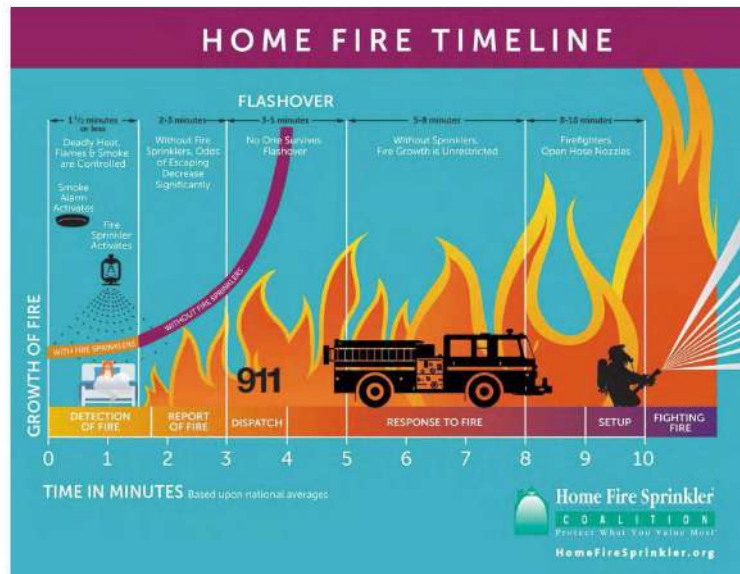 HOME FIRE TIMELINE
FLASHOVER
1 ½ minutes
or less
2-3 minutes
3-5 minutes
5-8 minutes
8-10 minutes
Deadly Heat,
Flames & Smoke
are Controlled
Without Fire
Sprinklers, Odds
of Escaping
Decrease
Significantly
No One Survives
Flashover
Without Sprinklers,
Fire Growth is Unrestricted
Firefighters
Open Hose Nozzles
Smoke
Alarm
Activates
Fire
Sprinkler
Activates
WITH FIRE SPRINKLERS
WITHOUT FIRE SPRINKLERS
911
GROWTH OF FIRE
DETECTION
OF FIRE
REPORT
OF FIRE
DISPATCH
RESPONSE TO FIRE
SETUP
FIGHTING
FIRE
0 1 2 3 4 5 6 7 8 9 10
TIME IN MINUTES Based upon national averages
Home Fire Sprinkler
COALITION
Protect What You Value Most
HomeFireSprinkler.org